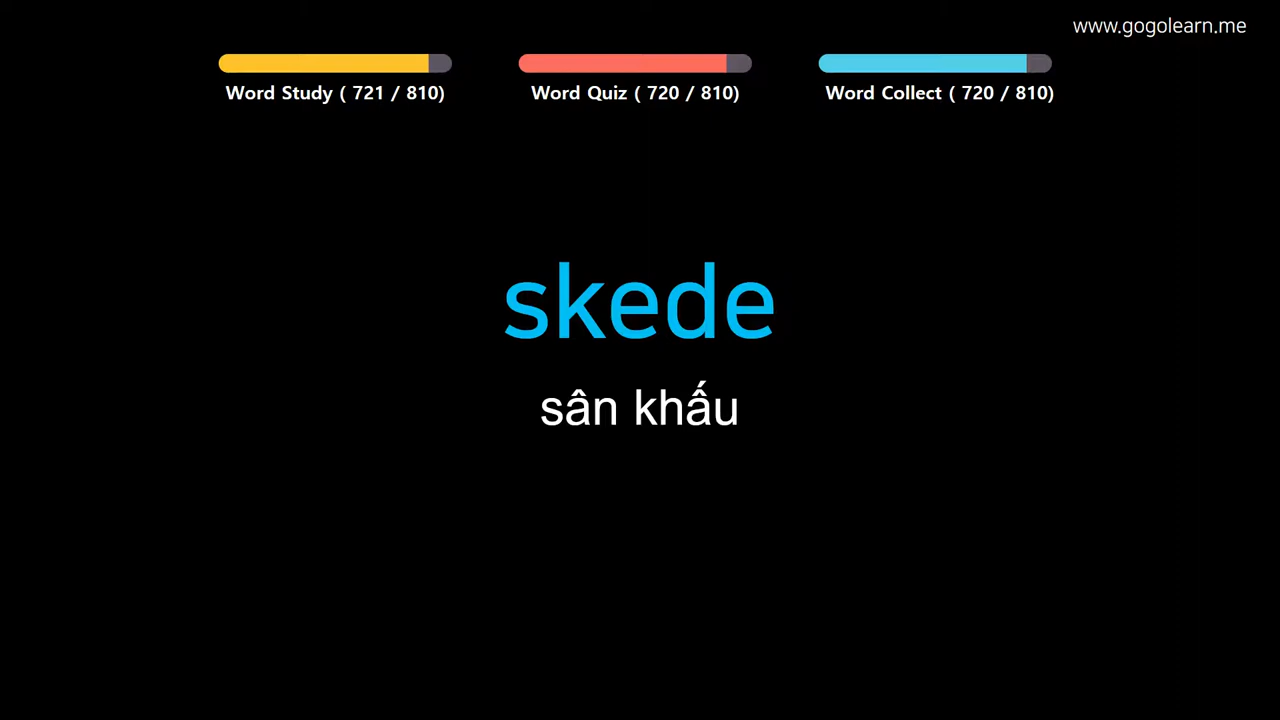 www.gogolearn.me
Word Study ( 721 / 810)
Word Quiz ( 720 / 810)
Word Collect ( 720 / 810)
skede
sân khấu